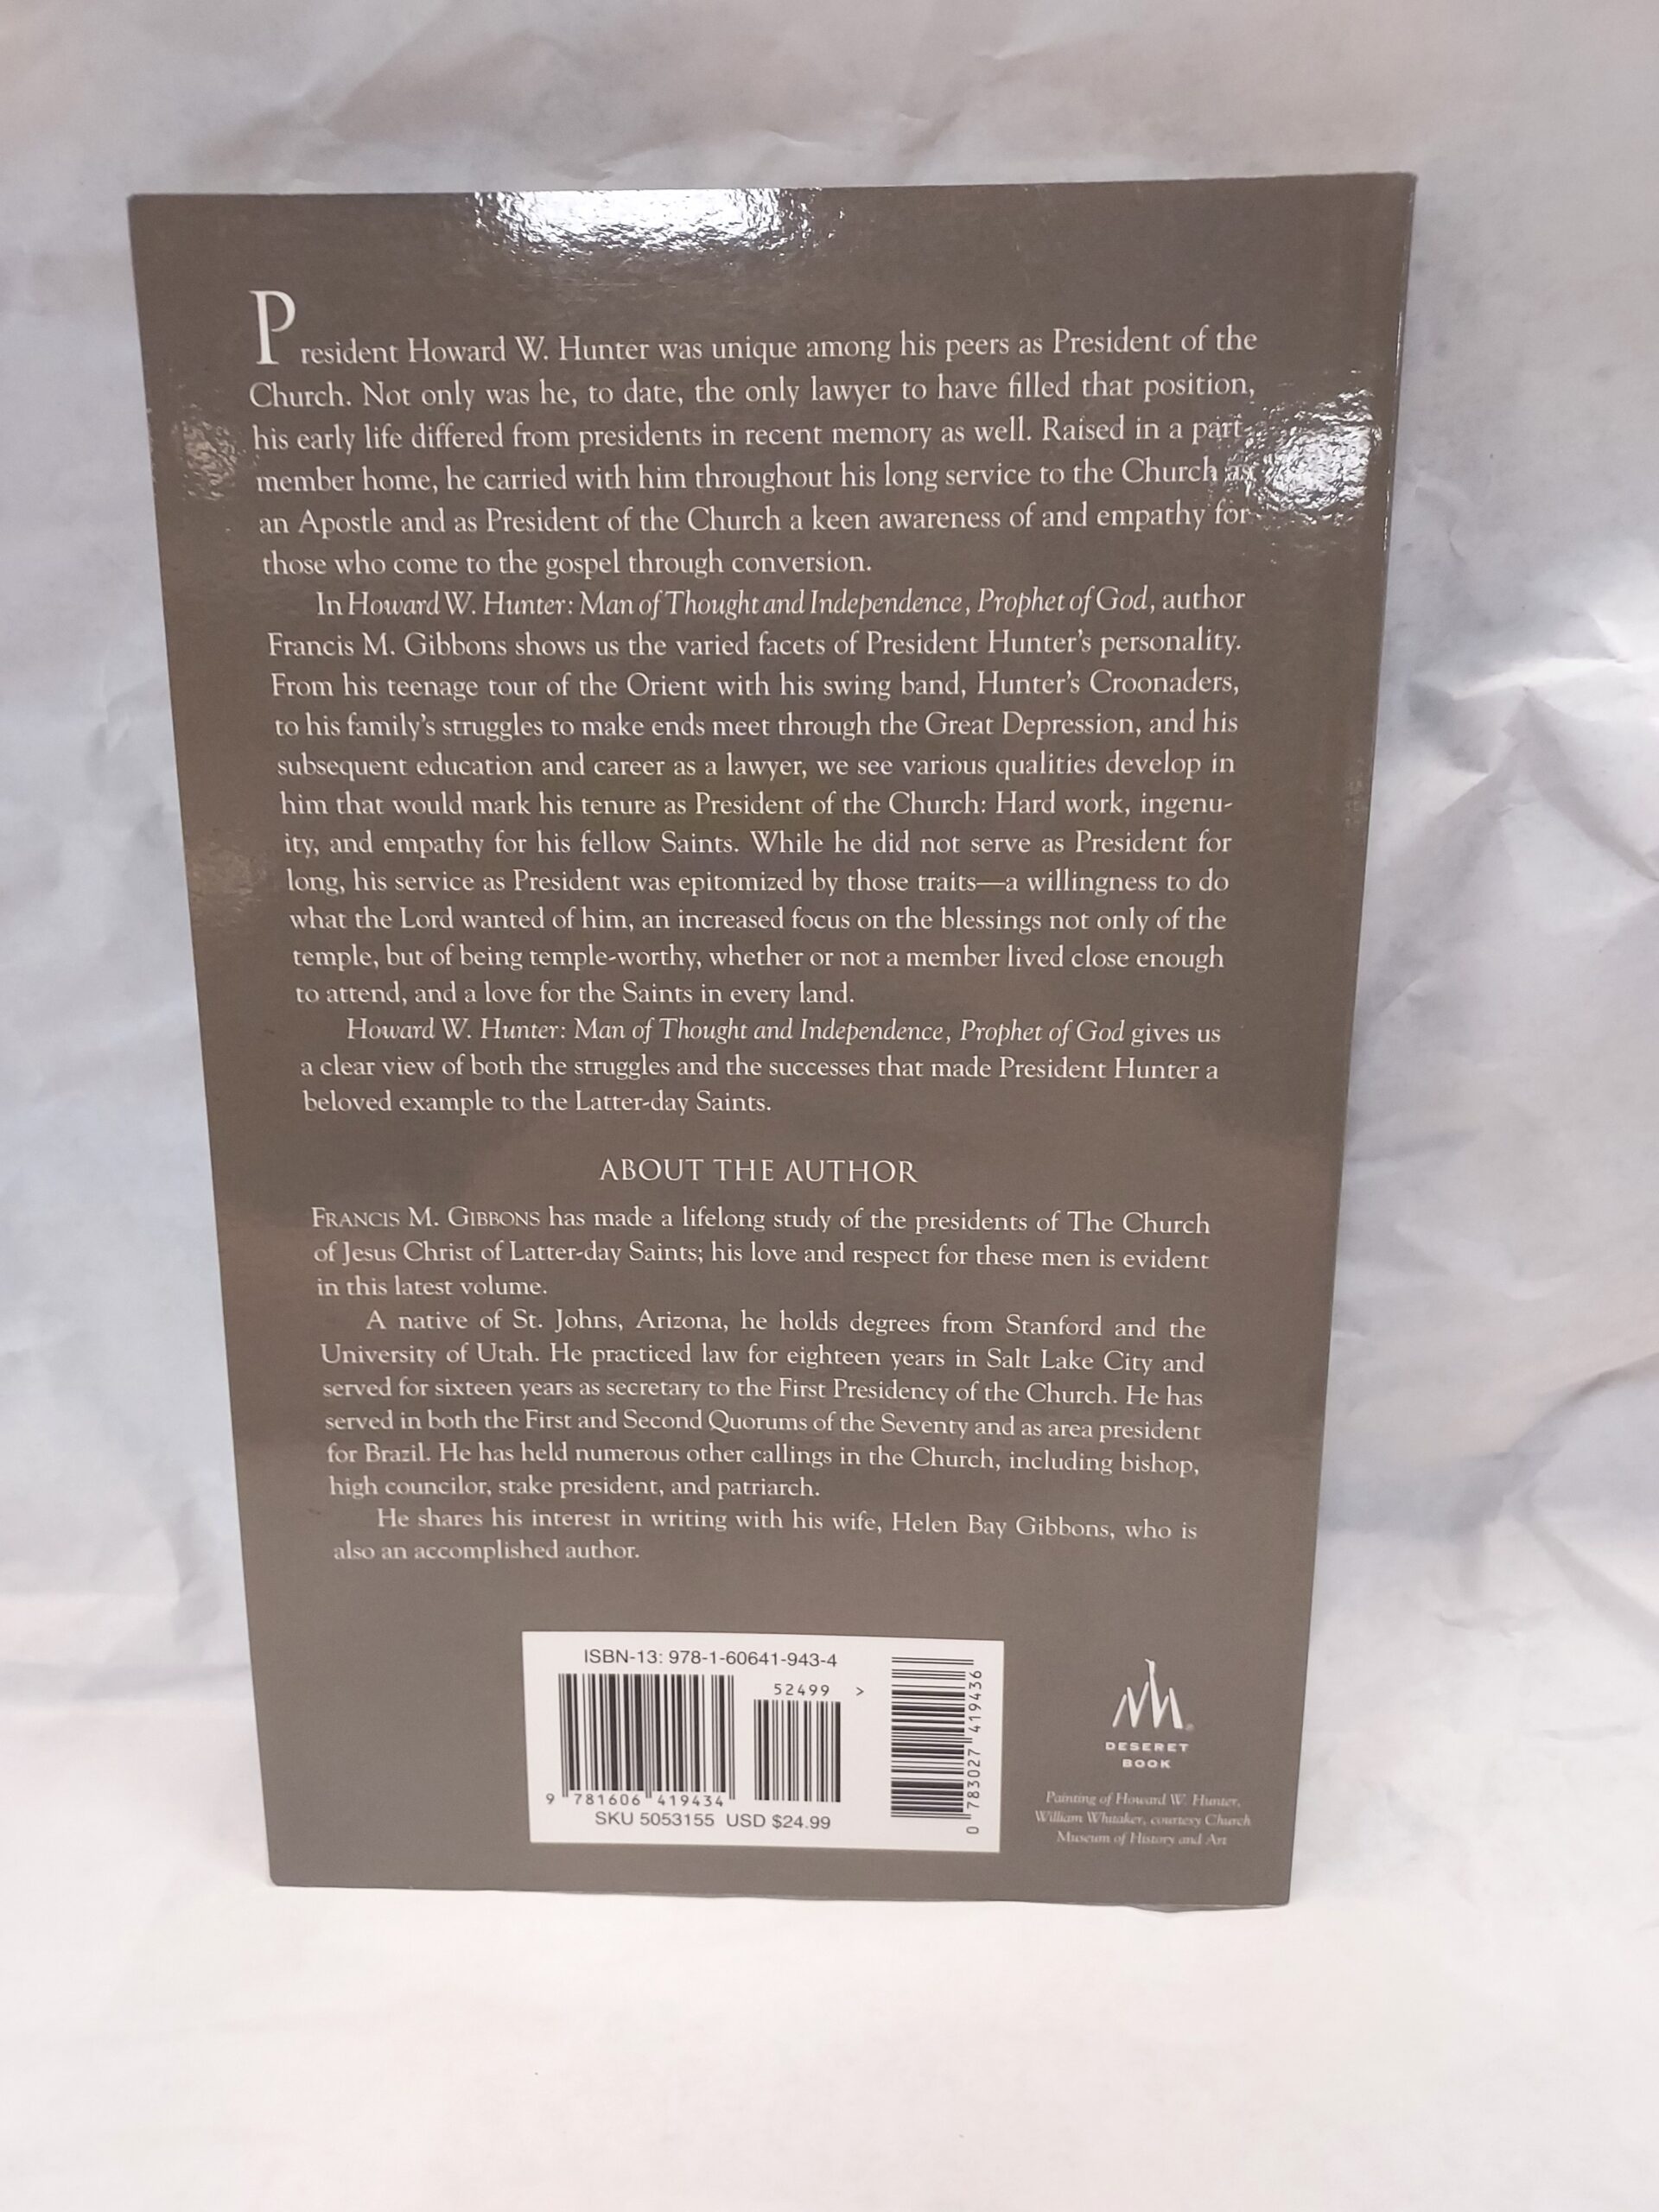 President Howard W. Hunter was unique among his peers as President of the
Church. Not only was he, to date, the only lawyer to have filled that position,
his early life differed from presidents in recent memory as well. Raised in a part-
member home, he carried with him throughout his long service to the Church as
an Apostle and as President of the Church a keen awareness of and empathy for
those who come to the gospel through conversion.
In Howard W. Hunter: Man of Thought and Independence, Prophet of God, author
Francis M. Gibbons shows us the varied facets of President Hunter's personality.
From his teenage tour of the Orient with his swing band, Hunter's Croonaders,
to his family's struggles to make ends meet through the Great Depression, and his
subsequent education and career as a lawyer, we see various qualities develop in
him that would mark his tenure as President of the Church: Hard work, ingenu-
ity, and empathy for his fellow Saints. While he did not serve as President for
long, his service as President was epitomized by those traits—a willingness to do
what the Lord wanted of him, an increased focus on the blessings not only of the
temple, but of being temple-worthy, whether or not a member lived close enough
to attend, and a love for the Saints in every land.
Howard W. Hunter: Man of Thought and Independence, Prophet of God gives us
a clear view of both the struggles and the successes that made President Hunter a
beloved example to the Latter-day Saints.
ABOUT THE AUTHOR
FRANCIS M. GIBBONS has made a lifelong study of the presidents of The Church
of Jesus Christ of Latter-day Saints; his love and respect for these men is evident
in this latest volume.
A native of St. Johns, Arizona, he holds degrees from Stanford and the
University of Utah. He practiced law for eighteen years in Salt Lake City and
served for sixteen years as secretary to the First Presidency of the Church. He has
served in both the First and Second Quorums of the Seventy and as area president
for Brazil. He has held numerous other callings in the Church, including bishop,
high councilor, stake president, and patriarch.
He shares his interest in writing with his wife, Helen Bay Gibbons, who is
also an accomplished author.
ISBN-13: 978-1-60641-943-4
52499 >
9 781606 419434
SKU 5053155 USD $24.99
0 783027 419436
DESERET
BOOK
Painting of Howard W. Hunter,
William Whitaker, courtesy Church
Museum of History and Art